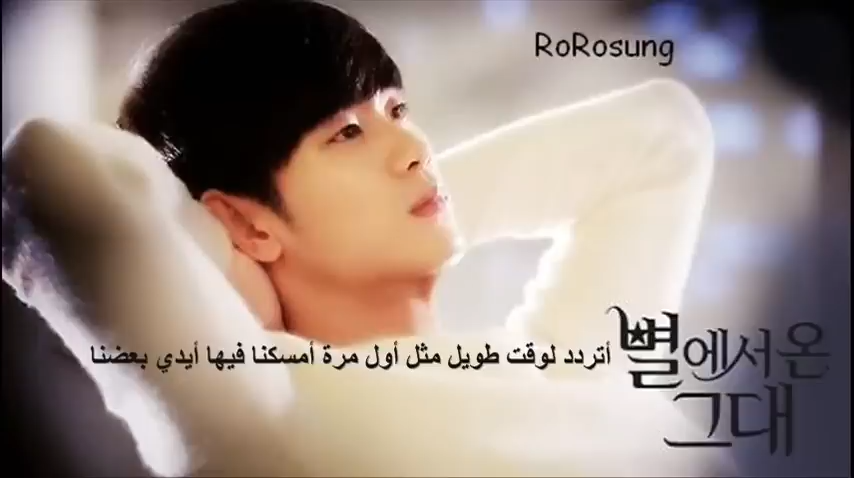 RoRosung
أتردد لوقت طويل مثل أول مرة أمسكنا فيها أيدي بعضنا
별에서 온
그대